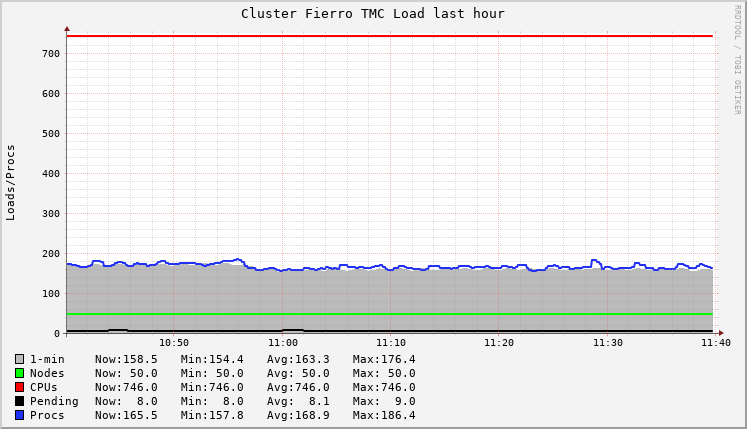 Cluster Fierro TMC Load last hour
RRDTOOL / TOBI OETIKER
Loads/Procs
700
600
500
400
300
200
100
0
10:50 11:00 11:10 11:20 11:30 11:40
1-min Now:158.5 Min:154.4 Avg:163.3 Max:176.4
Nodes Now: 50.0 Min: 50.0 Avg: 50.0 Max: 50.0
CPUs Now:746.0 Min:746.0 Avg:746.0 Max:746.0
Pending Now: 8.0 Min: 8.0 Avg: 8.1 Max: 9.0
Procs Now:165.5 Min:157.8 Avg:168.9 Max:186.4